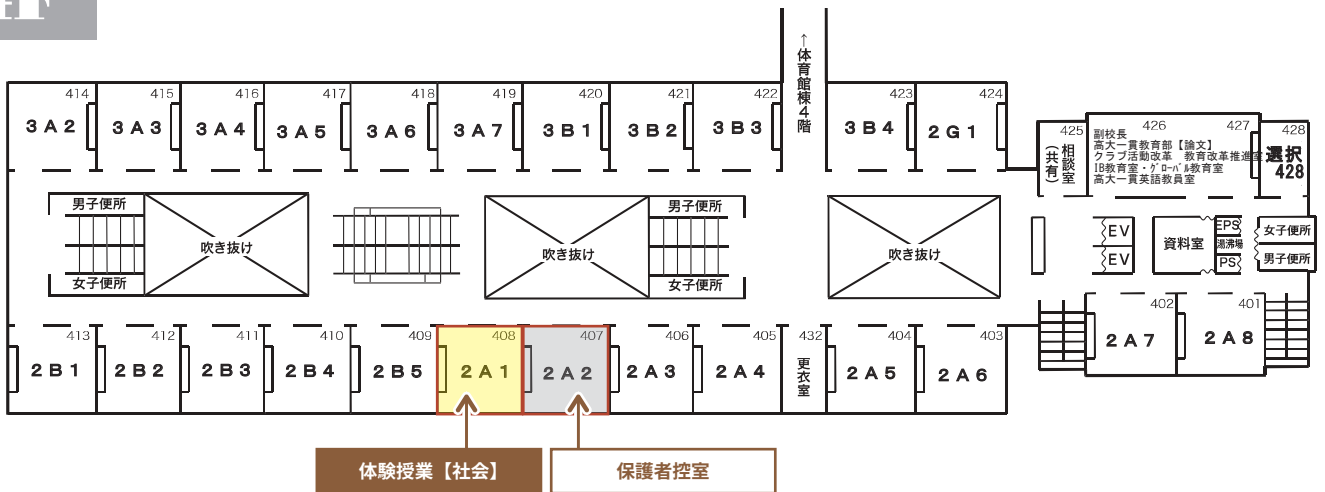 4F
↑体育館棟4階
414
3A2
415
3A3
416
3A4
417
3A5
418
3A6
419
3A7
420
3B1
421
3B2
422
3B3
423
3B4
424
2G1
425
相談室
(共有)
426
427
副校長
高大一貫教育部【論文】
クラブ活動改革 教育改革推進室
IB教育室・グローバル教育室
高大一貫英語教員室
428
選択
428
男子便所
女子便所
吹き抜け
吹き抜け
男子便所
女子便所
吹き抜け
EV
EV
資料室
EPS
湯沸場
PS
女子便所
男子便所
413
2B1
412
2B2
411
2B3
410
2B4
409
2B5
408
2A1
407
2A2
406
2A3
405
2A4
432
更衣室
404
2A5
403
2A6
402
2A7
401
2A8
体験授業【社会】
保護者控室